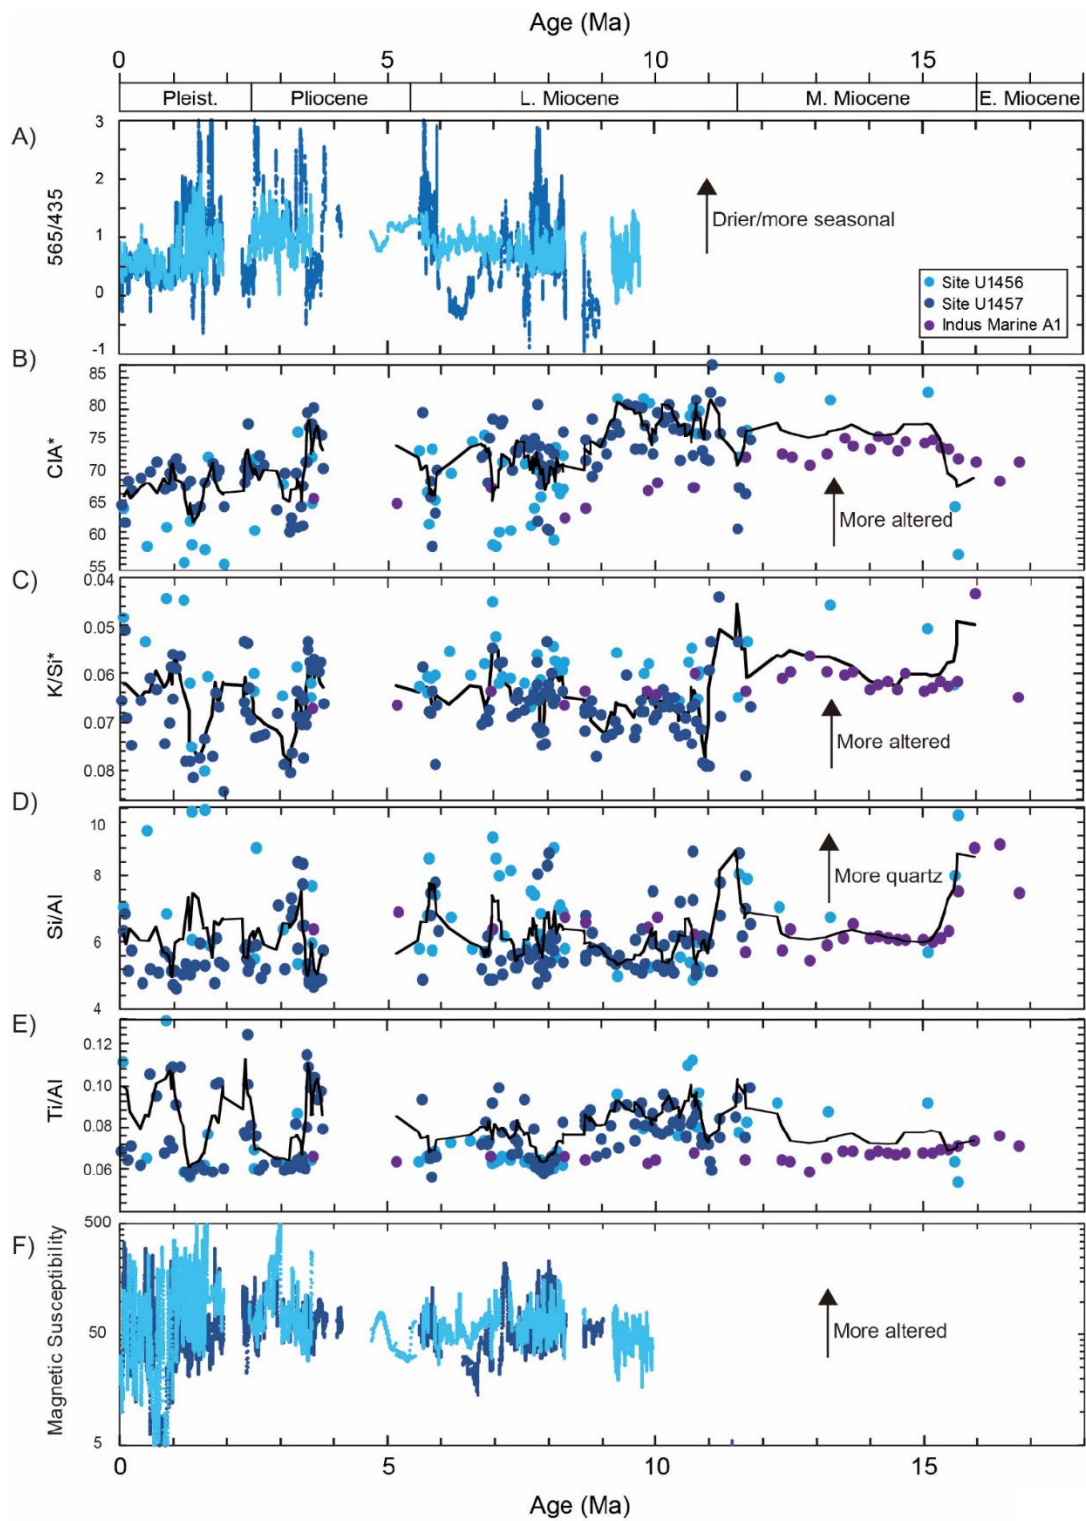 Age (Ma)
0 5 10 15
Pleist. Pliocene L. Miocene M. Miocene E. Miocene
A)
565/435
3
2
1
0
-1
Drier/more seasonal
Site U1456
Site U1457
Indus Marine A1
B)
CIA*
85
80
75
70
65
60
55
More altered
C)
K/Si*
0.04
0.05
0.06
0.07
0.08
More altered
D)
Si/Al
10
8
6
4
More quartz
E)
Ti/Al
0.12
0.10
0.08
0.06
F)
Magnetic Susceptibility
500
50
5
More altered
0 5 10 15
Age (Ma)